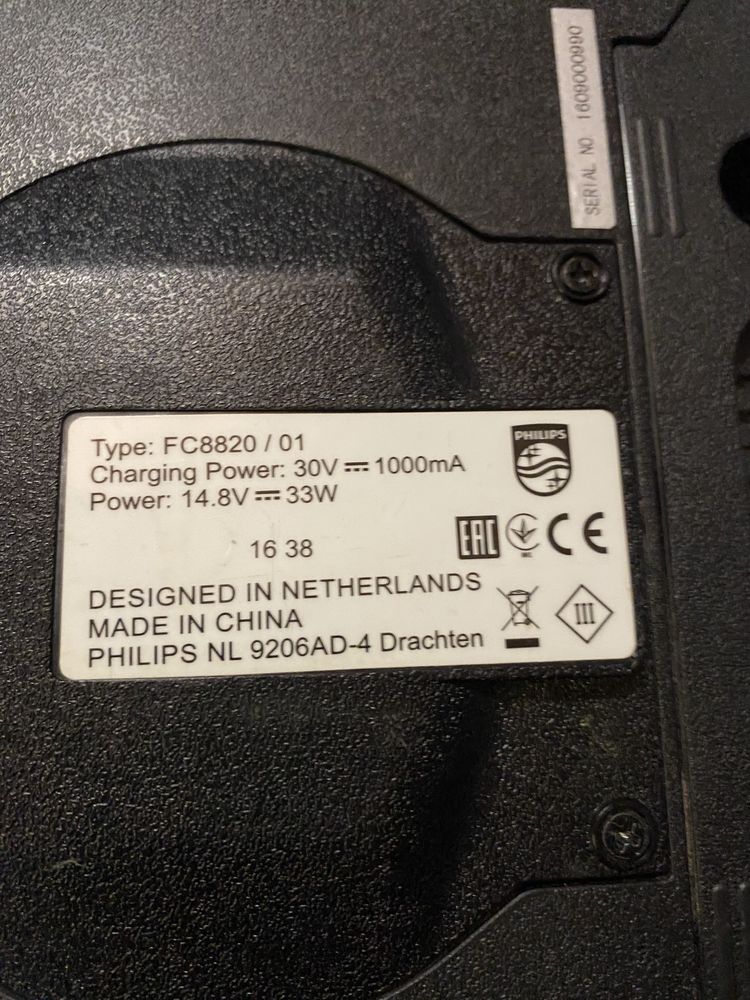 SERIAL NO. 1609000990
Type: FC8820 / 01
Charging Power: 30V ⎓ 1000mA
Power: 14.8V ⎓ 33W
PHILIPS
16 38
EAC
CE
DESIGNED IN NETHERLANDS
MADE IN CHINA
PHILIPS NL 9206AD-4 Drachten
III